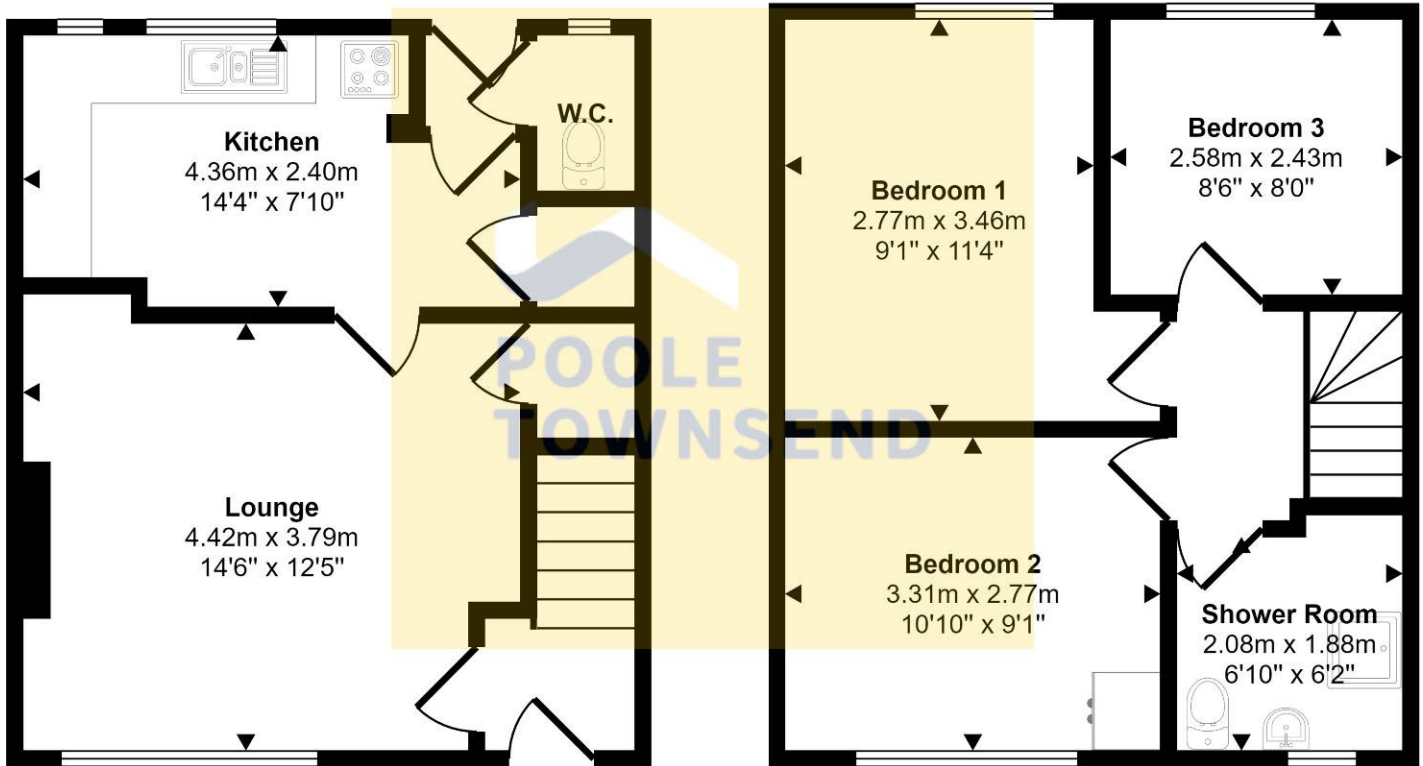 Kitchen
4.36m x 2.40m
14'4" x 7'10"
W.C.
Lounge
4.42m x 3.79m
14'6" x 12'5"
POOLE
TOWNSEND
Bedroom 1
2.77m x 3.46m
9'1" x 11'4"
Bedroom 3
2.58m x 2.43m
8'6" x 8'0"
Bedroom 2
3.31m x 2.77m
10'10" x 9'1"
Shower Room
2.08m x 1.88m
6'10" x 6'2"